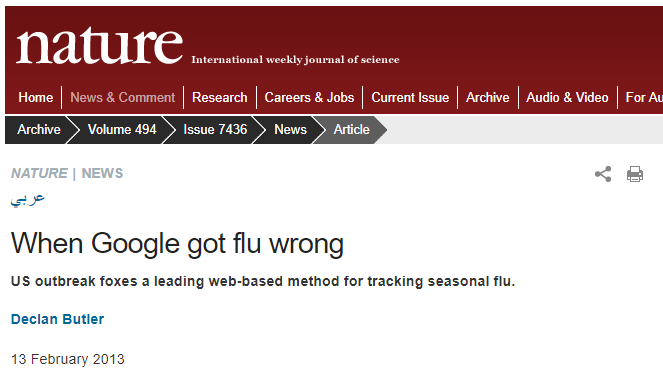 nature International weekly journal of science
Home News & Comment Research Careers & Jobs Current Issue Archive Audio & Video For Au
Archive Volume 494 Issue 7436 News Article
NATURE | NEWS
عربي
When Google got flu wrong
US outbreak foxes a leading web-based method for tracking seasonal flu.
Declan Butler
13 February 2013